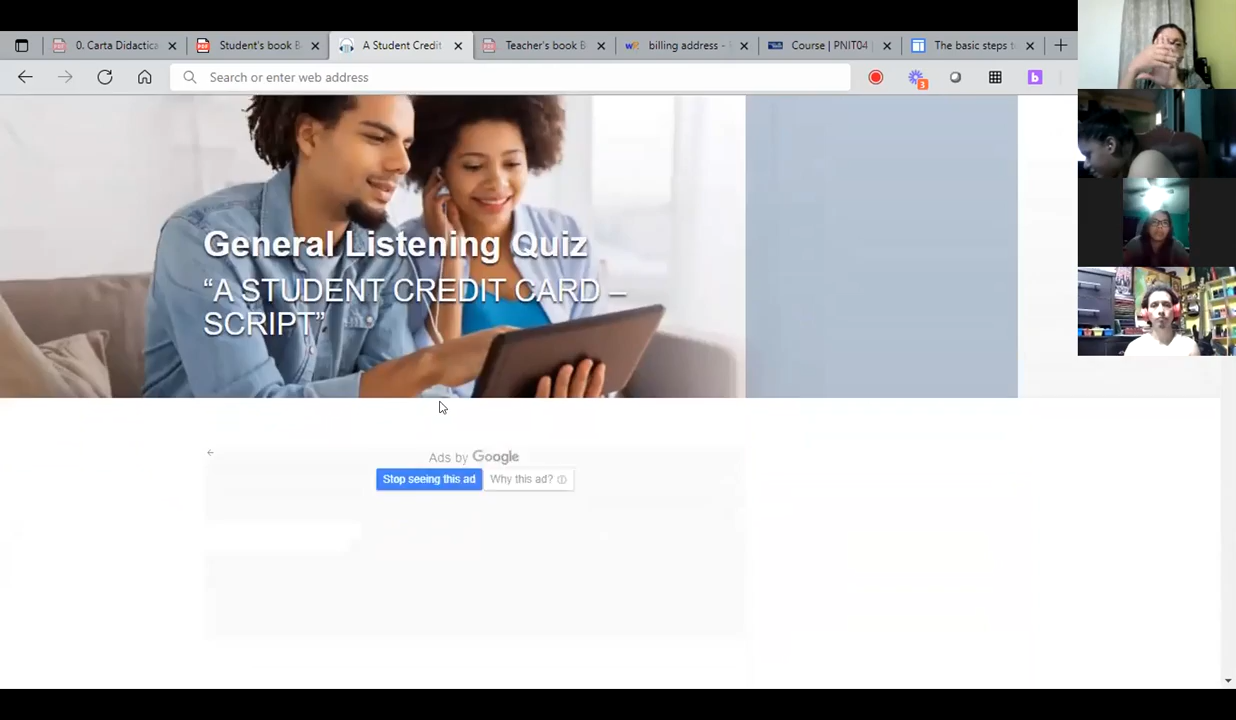 0. Carta Didactica
Student's book B
A Student Credit
Teacher's book B
billing address -
Course | PNIT04
The basic steps t
Search or enter web address
3
b
General Listening Quiz
“A STUDENT CREDIT CARD –
SCRIPT”
Ads by Google
Stop seeing this ad
Why this ad?